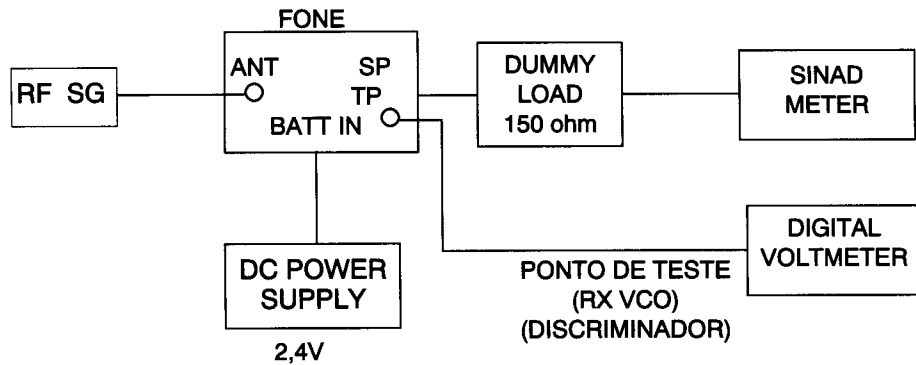 FONE
RF SG
ANT
SP
TP
BATT IN
DUMMY
LOAD
150 ohm
SINAD
METER
DC POWER
SUPPLY
2,4V
PONTO DE TESTE
(RX VCO)
(DISCRIMINADOR)
DIGITAL
VOLTMETER